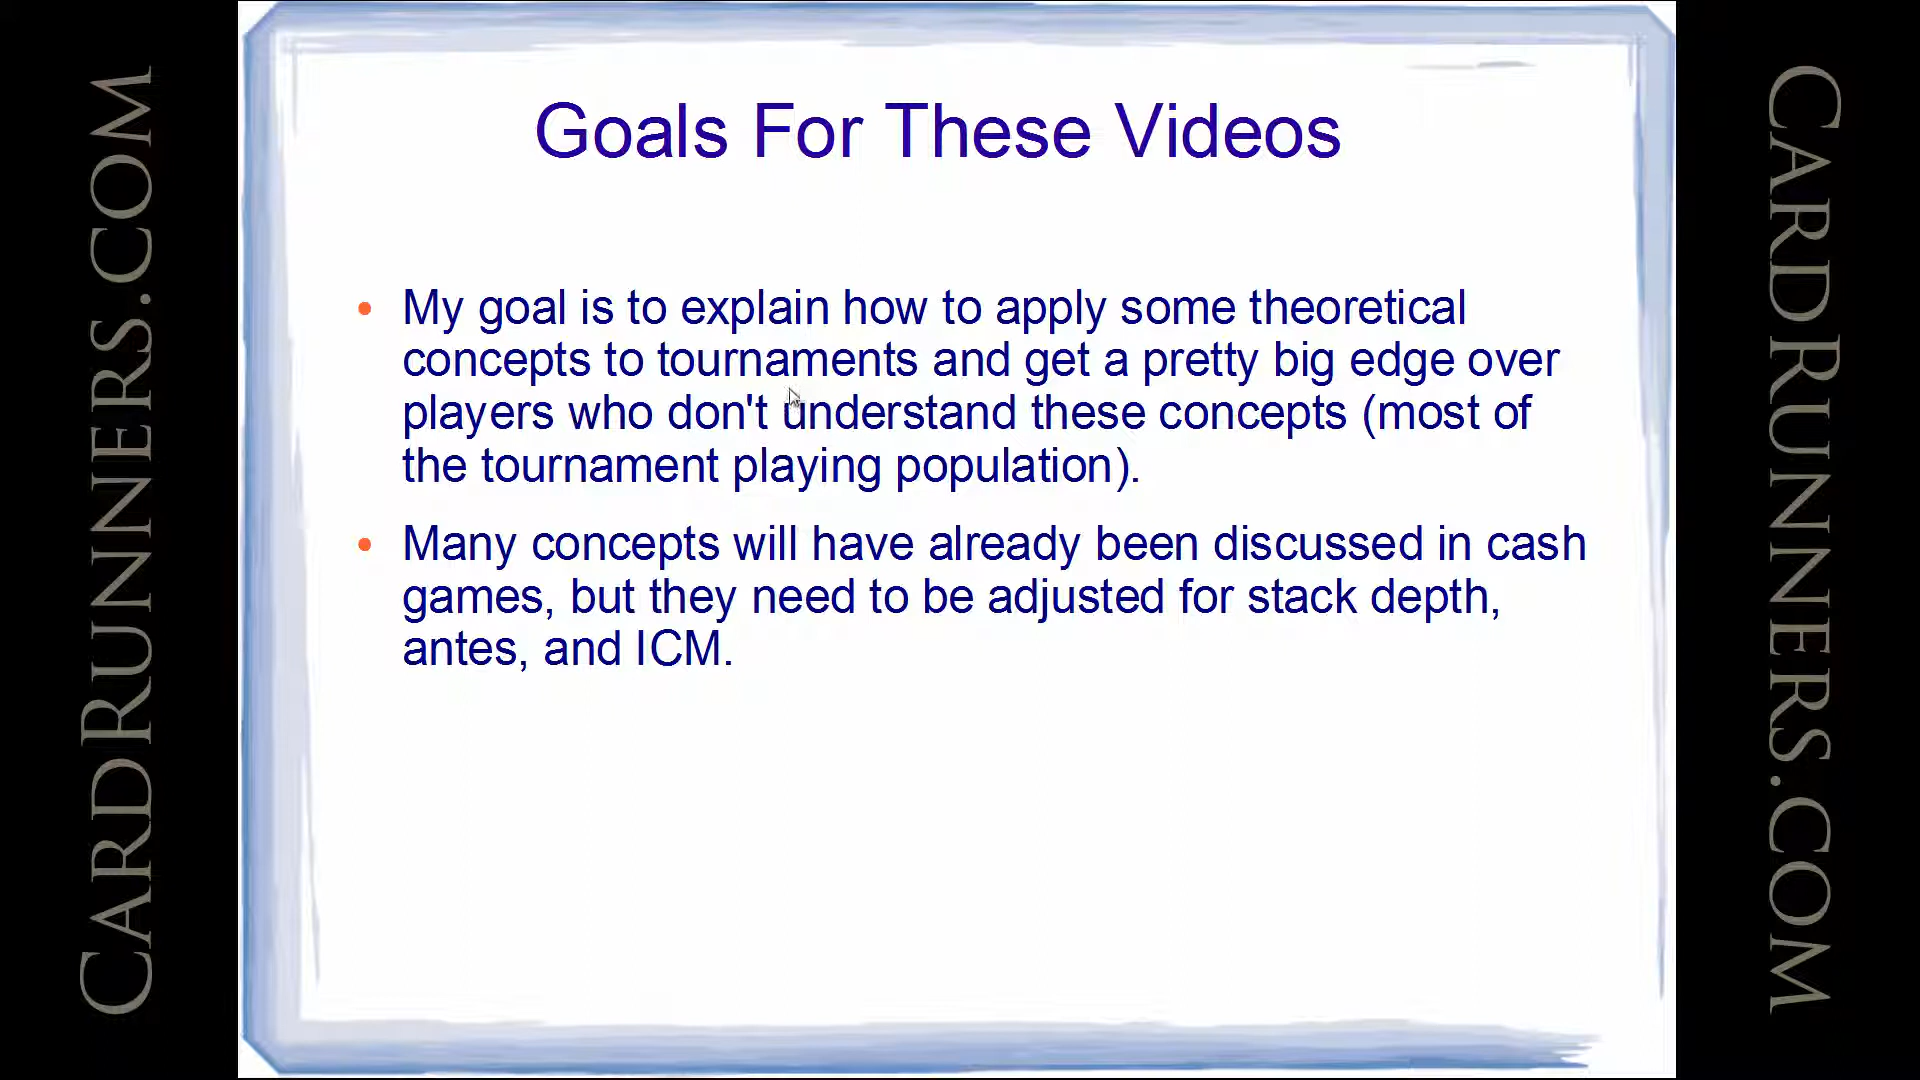 CARDRUNNERS.COM
Goals For These Videos
My goal is to explain how to apply some theoretical
concepts to tournaments and get a pretty big edge over
players who don't understand these concepts (most of
the tournament playing population).
Many concepts will have already been discussed in cash
games, but they need to be adjusted for stack depth,
antes, and ICM.
CARDRUNNERS.COM